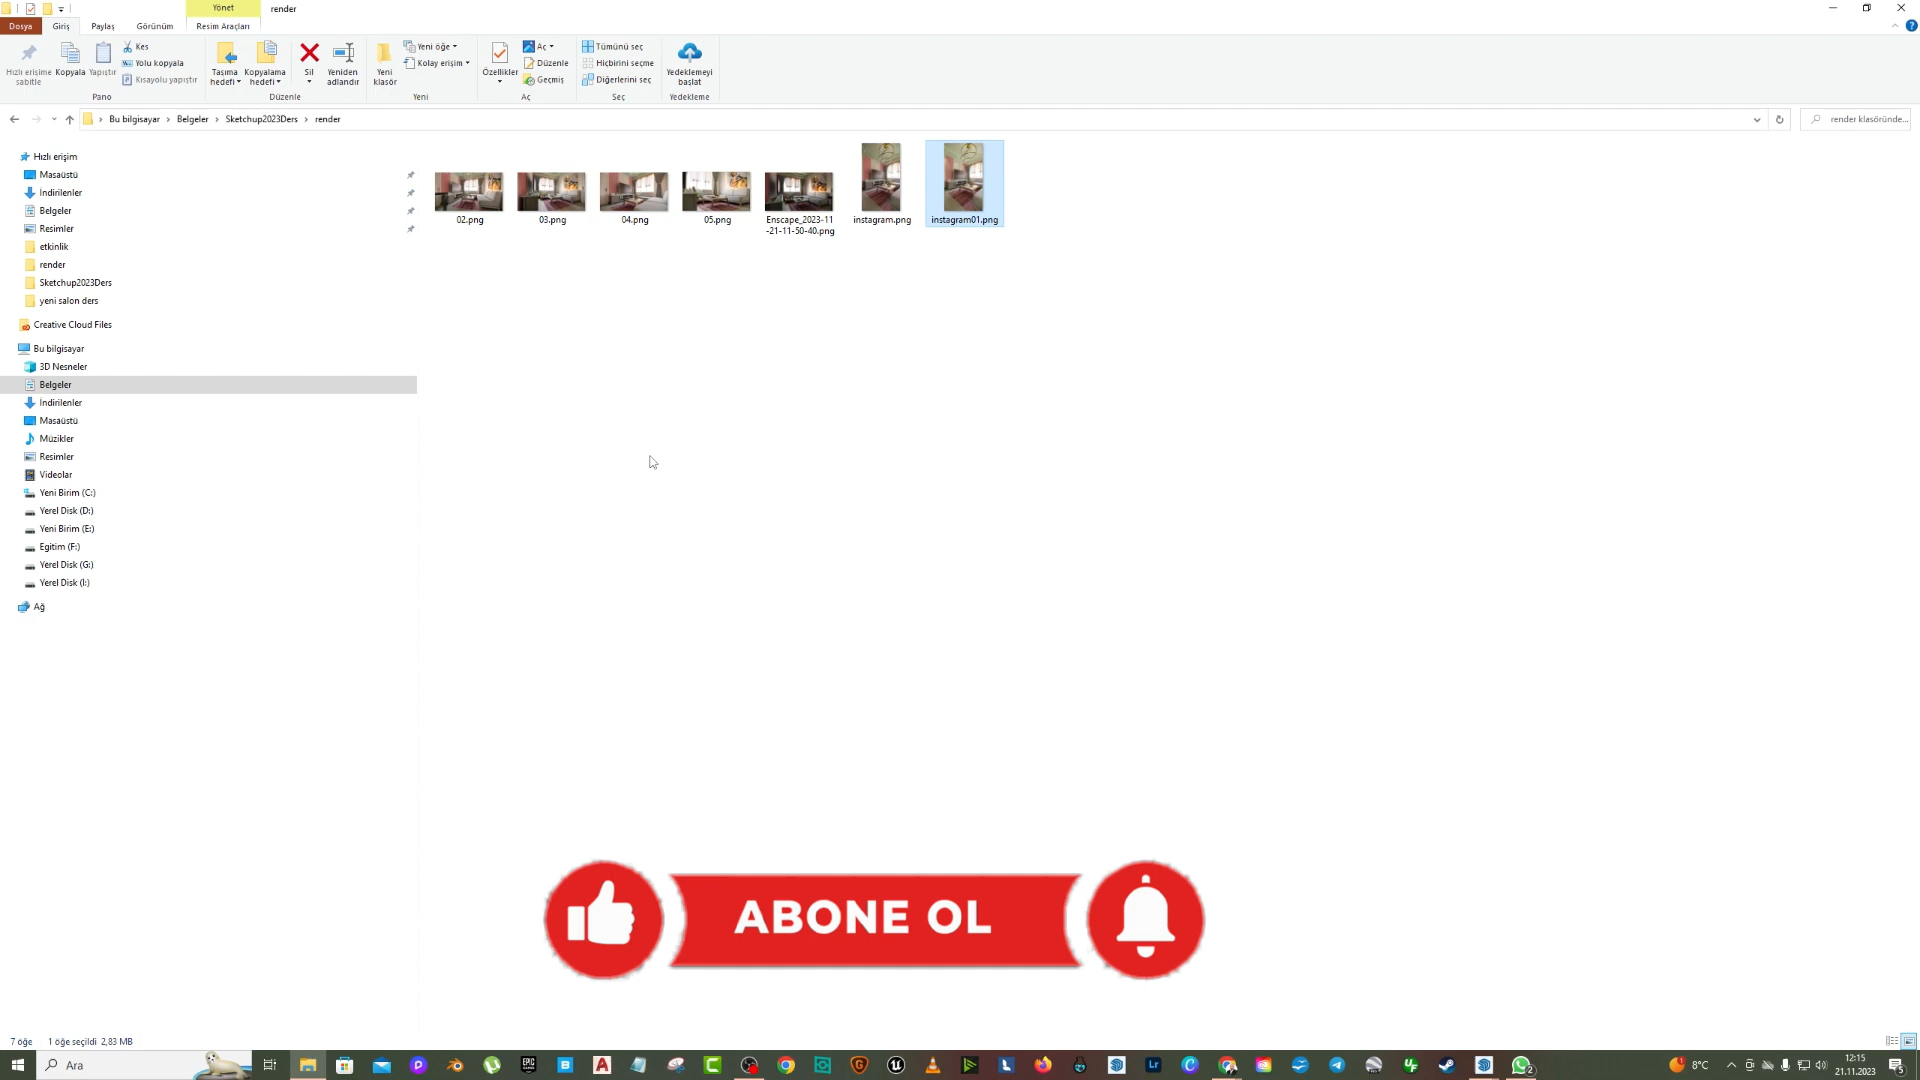 Yönet
render
Dosya
Giriş
Paylaş
Görünüm
Resim Araçları
Hızlı erişime sabitle
Kopyala
Yapıştır
Kes
Yolu kopyala
Kısayolu yapıştır
Pano
Taşıma hedefi
Kopyalama hedefi
Sil
Yeniden adlandır
Düzenle
Yeni klasör
Yeni öğe
Kolay erişim
Yeni
Özellikler
Aç
Düzenle
Geçmiş
Aç
Tümünü seç
Hiçbirini seçme
Diğerlerini seç
Seç
Yedeklemeyi başlat
Yedekleme
Bu bilgisayar
Belgeler
Sketchup2023Ders
render
render klasöründe...
Hızlı erişim
Masaüstü
İndirilenler
Belgeler
Resimler
etkinlik
render
Sketchup2023Ders
yeni salon ders
Creative Cloud Files
Bu bilgisayar
3D Nesneler
Belgeler
İndirilenler
Masaüstü
Müzikler
Resimler
Videolar
Yeni Birim (C:)
Yerel Disk (D:)
Yeni Birim (E:)
Egitim (F:)
Yerel Disk (G:)
Yerel Disk (I:)
Ağ
02.png
03.png
04.png
05.png
Enscape_2023-11
-21-11-50-40.png
instagram.png
instagram01.png
ABONE OL
7 öğe
1 öğe seçildi 2,83 MB
Ara
EPIC GAMES
8°C
12:15
21.11.2023